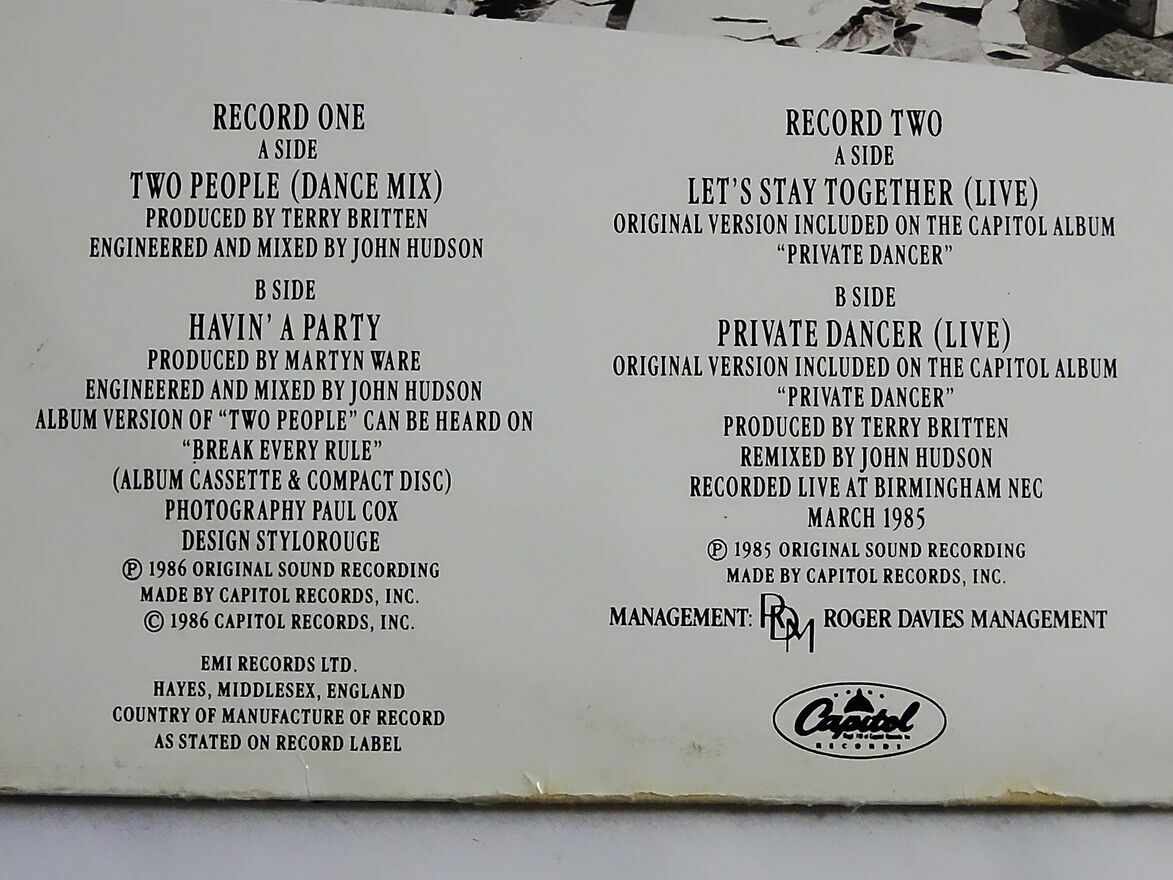 RECORD ONE
A SIDE
TWO PEOPLE (DANCE MIX)
PRODUCED BY TERRY BRITTEN
ENGINEERED AND MIXED BY JOHN HUDSON
B SIDE
HAVIN' A PARTY
PRODUCED BY MARTYN WARE
ENGINEERED AND MIXED BY JOHN HUDSON
ALBUM VERSION OF "TWO PEOPLE" CAN BE HEARD ON
"BREAK EVERY RULE"
(ALBUM CASSETTE & COMPACT DISC)
PHOTOGRAPHY PAUL COX
DESIGN STYLOROUGE
Ⓟ 1986 ORIGINAL SOUND RECORDING
MADE BY CAPITOL RECORDS, INC.
© 1986 CAPITOL RECORDS, INC.
EMI RECORDS LTD.
HAYES, MIDDLESEX, ENGLAND
COUNTRY OF MANUFACTURE OF RECORD
AS STATED ON RECORD LABEL
RECORD TWO
A SIDE
LET'S STAY TOGETHER (LIVE)
ORIGINAL VERSION INCLUDED ON THE CAPITOL ALBUM
"PRIVATE DANCER"
B SIDE
PRIVATE DANCER (LIVE)
ORIGINAL VERSION INCLUDED ON THE CAPITOL ALBUM
"PRIVATE DANCER"
PRODUCED BY TERRY BRITTEN
REMIXED BY JOHN HUDSON
RECORDED LIVE AT BIRMINGHAM NEC
MARCH 1985
Ⓟ 1985 ORIGINAL SOUND RECORDING
MADE BY CAPITOL RECORDS, INC.
MANAGEMENT: RDM ROGER DAVIES MANAGEMENT
Capitol
RECORDS